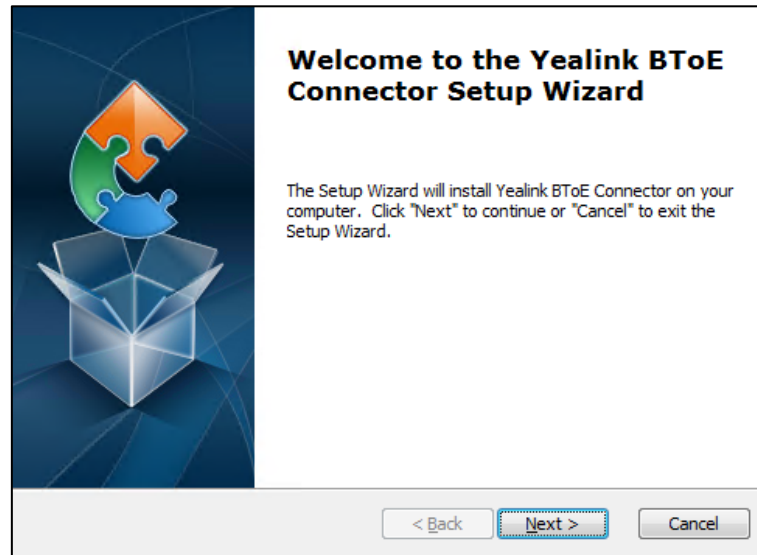 Welcome to the Yealink BToE
Connector Setup Wizard
The Setup Wizard will install Yealink BToE Connector on your
computer. Click "Next" to continue or "Cancel" to exit the
Setup Wizard.
< Back
Next >
Cancel